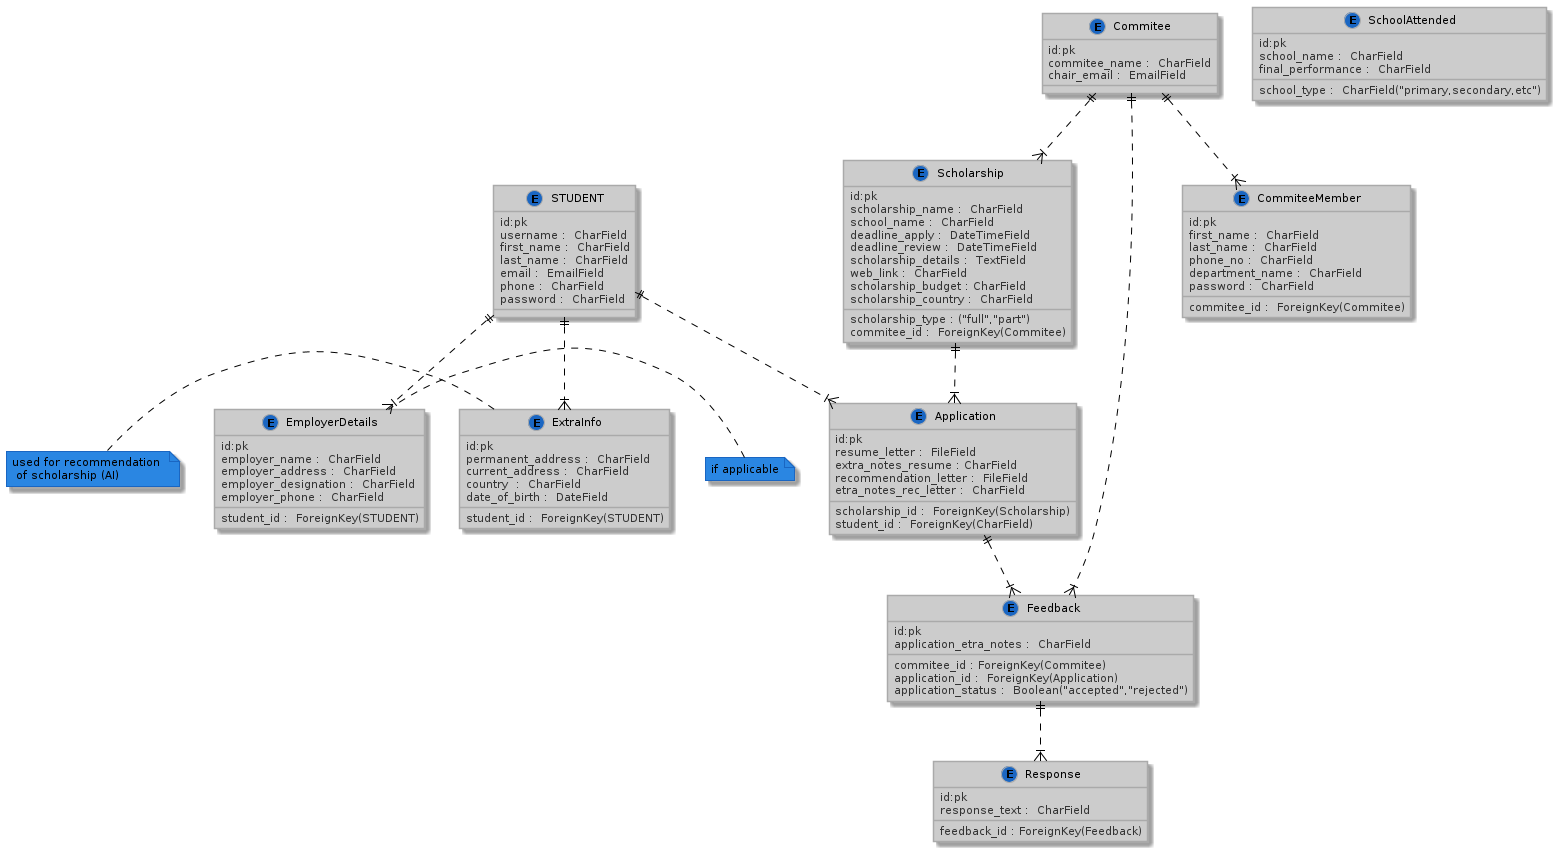 E Commitee
id:pk
commitee_name : CharField
chair_email : EmailField
E SchoolAttended
id:pk
school_name : CharField
final_performance : CharField
school_type : CharField("primary,secondary,etc")
E Scholarship
id:pk
scholarship_name : CharField
school_name : CharField
deadline_apply : DateTimeField
deadline_review : DateTimeField
scholarship_details : TextField
web_link : CharField
scholarship_budget : CharField
scholarship_country : CharField
scholarship_type : ("full","part")
commitee_id : ForeignKey(Commitee)
E STUDENT
id:pk
username : CharField
first_name : CharField
last_name : CharField
email : EmailField
phone : CharField
password : CharField
E CommiteeMember
id:pk
first_name : CharField
last_name : CharField
phone_no : CharField
department_name : CharField
password : CharField
commitee_id : ForeignKey(Commitee)
used for recommendation
of scholarship (AI)
E EmployerDetails
id:pk
employer_name : CharField
employer_address : CharField
employer_designation : CharField
employer_phone : CharField
student_id : ForeignKey(STUDENT)
E ExtraInfo
id:pk
permanent_address : CharField
current_address : CharField
country : CharField
date_of_birth : DateField
student_id : ForeignKey(STUDENT)
if applicable
E Application
id:pk
resume_letter : FileField
extra_notes_resume : CharField
recommendation_letter : FileField
etra_notes_rec_letter : CharField
scholarship_id : ForeignKey(Scholarship)
student_id : ForeignKey(CharField)
E Feedback
id:pk
application_etra_notes : CharField
commitee_id : ForeignKey(Commitee)
application_id : ForeignKey(Application)
application_status : Boolean("accepted","rejected")
E Response
id:pk
response_text : CharField
feedback_id : ForeignKey(Feedback)